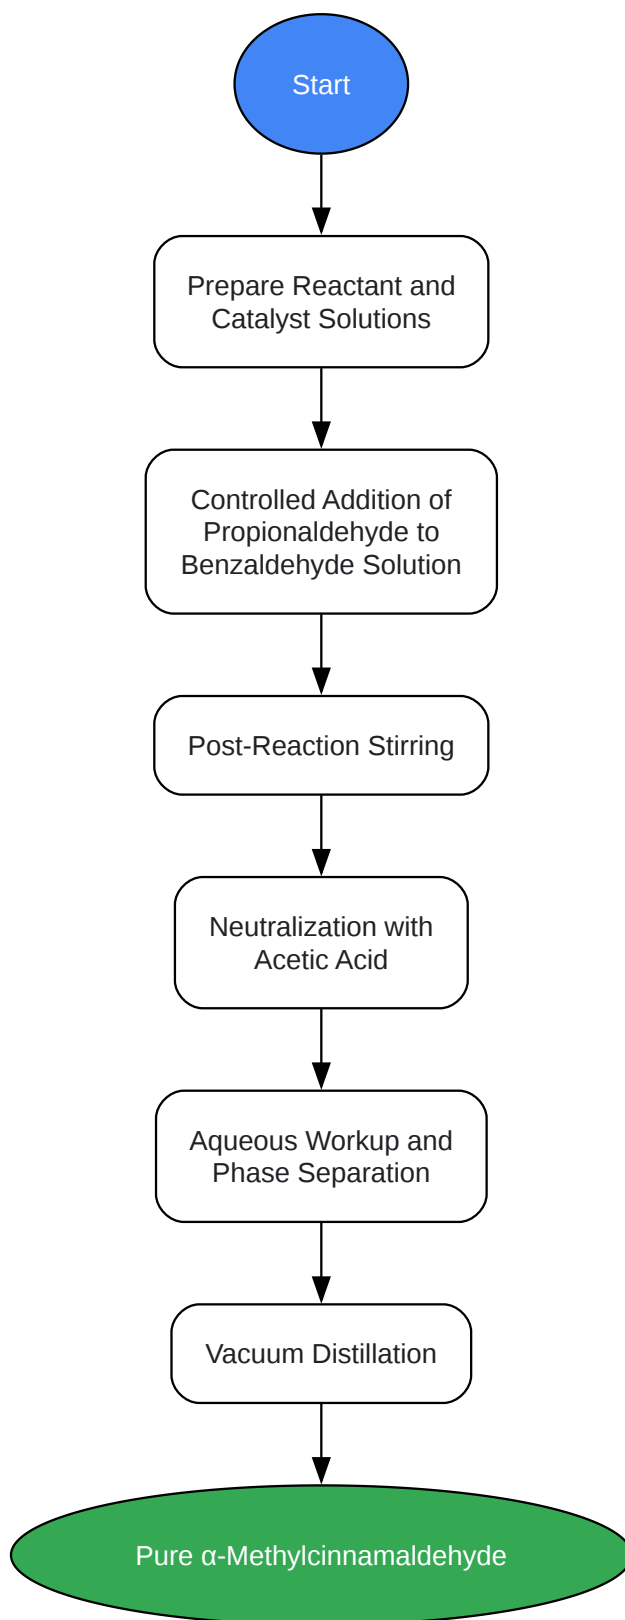 Start
Prepare Reactant and
Catalyst Solutions
Controlled Addition of
Propionaldehyde to
Benzaldehyde Solution
Post-Reaction Stirring
Neutralization with
Acetic Acid
Aqueous Workup and
Phase Separation
Vacuum Distillation
Pure α-Methylcinnamaldehyde